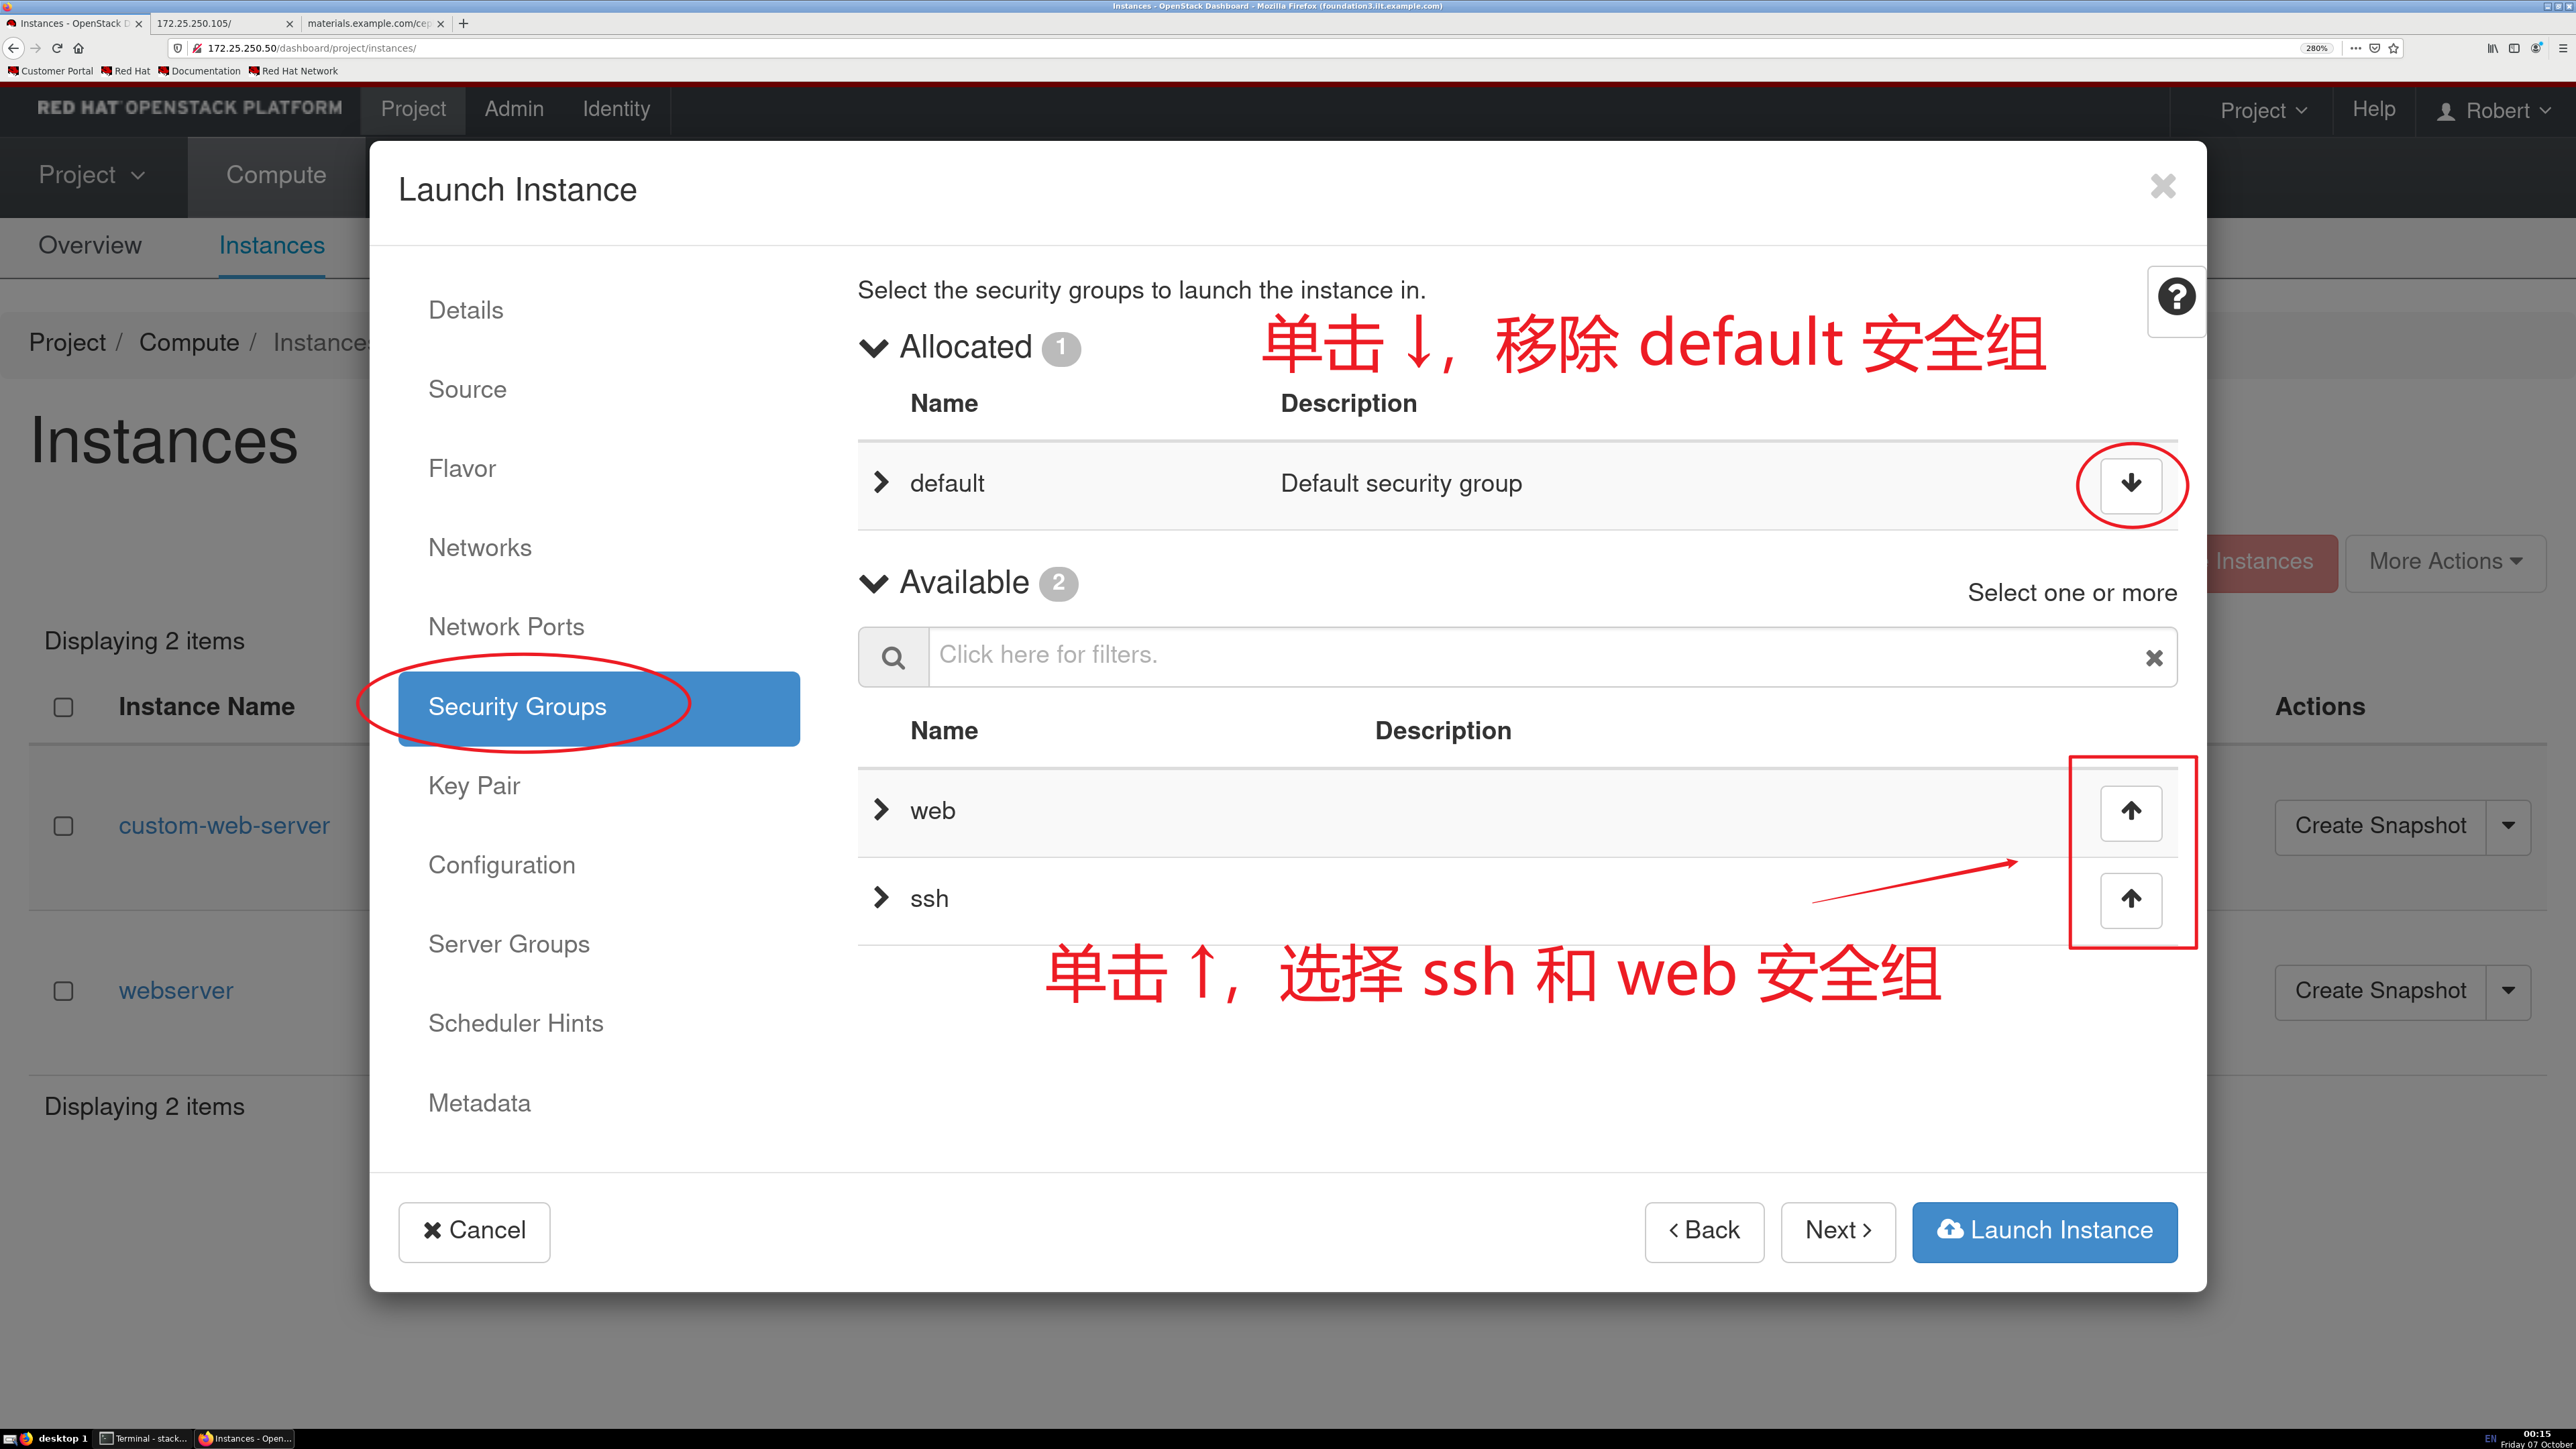 Instances - OpenStack Dashboard - Mozilla Firefox (foundation3.ilt.example.com)
Instances - OpenStack D
172.25.250.105/
materials.example.com/cep
172.25.250.50/dashboard/project/instances/
280%
Customer Portal
Red Hat
Documentation
Red Hat Network
RED HAT OPENSTACK PLATFORM
Project
Admin
Identity
Project
Help
Robert
Project
Compute
Overview
Instances
Project / Compute / Instances
Instances
Instances
More Actions
Displaying 2 items
Instance Name
Actions
custom-web-server
Create Snapshot
webserver
Create Snapshot
Displaying 2 items
Launch Instance
Details
Source
Flavor
Networks
Network Ports
Security Groups
Key Pair
Configuration
Server Groups
Scheduler Hints
Metadata
Select the security groups to launch the instance in.
单击↓，移除 default 安全组
Allocated 1
Name Description
default Default security group
Available 2
Select one or more
Click here for filters.
Name Description
web
ssh
单击↑，选择 ssh 和 web 安全组
Cancel
Back
Next
Launch Instance
desktop 1
Terminal - stack...
Instances - Open...
EN
00:15
Friday 07 October